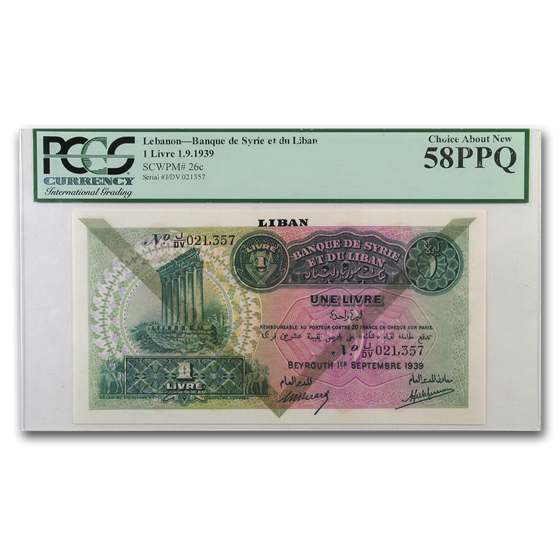 PCGS
CURRENCY
International Grading
Lebanon—Banque de Syrie et du Liban
1 Livre 1.9.1939
SCWPM# 26c
Serial #J/DV 021357
Choice About New
58PPQ
LIBAN
No. J/DV 021,357
LIVRE
1
BANQUE DE SYRIE
ET DU LIBAN
UNE LIVRE
REMBOURSABLE AU PORTEUR CONTRE 20 FRANCS EN CHEQUE SUR PARIS.
No. J/DV 021,357
BEYROUTH 1ER SEPTEMBRE 1939
1
LIVRE